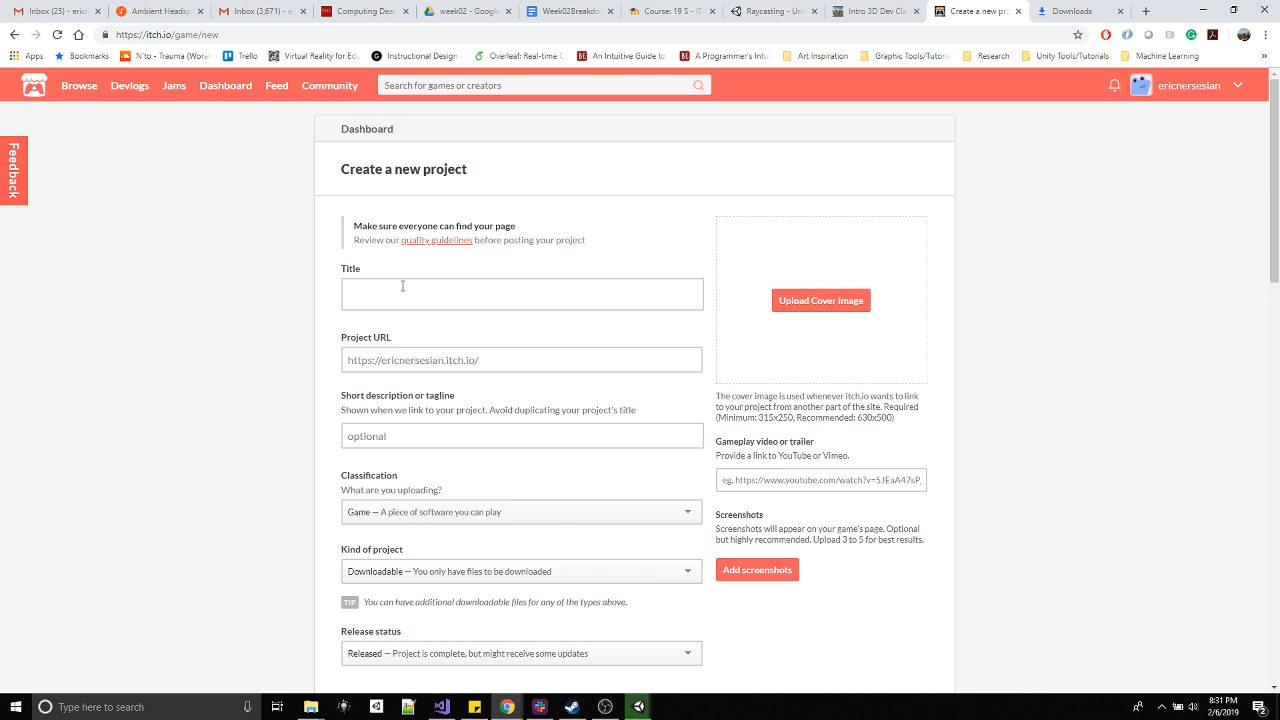 Inbox (25) - ericn
Ambient Headsp
Inbox (3,671) - e
Computing Dea
week02 - Google
Week02Breaksd
Course: 19 S - IT
Raycasting - Uni
Intro 3D Dev Cla
Create a new pro
Downloads
https://itch.io/game/new
Apps
Bookmarks
N'to - Trauma (Wora
Trello
Virtual Reality for Ed
Instructional Design
Overleaf: Real-time C
An Intuitive Guide to
A Programmer's Intu
Art Inspiration
Graphic Tools/Tutoria
Research
Unity Tools/Tutorials
Machine Learning
Browse
Devlogs
Jams
Dashboard
Feed
Community
Search for games or creators
ericnersesian
Feedback
Dashboard
Create a new project
Make sure everyone can find your page
Review our quality guidelines before posting your project
Title
Project URL
https://ericnersesian.itch.io/
Short description or tagline
Shown when we link to your project. Avoid duplicating your project's title
optional
Classification
What are you uploading?
Game — A piece of software you can play
Kind of project
Downloadable — You only have files to be downloaded
TIP You can have additional downloadable files for any of the types above.
Release status
Released — Project is complete, but might receive some updates
Upload Cover Image
The cover image is used whenever itch.io wants to link
to your project from another part of the site. Required
(Minimum: 315x250, Recommended: 630x500)
Gameplay video or trailer
Provide a link to YouTube or Vimeo.
eg. https://www.youtube.com/watch?v=5JEaA47sP
Screenshots
Screenshots will appear on your game's page. Optional
but highly recommended. Upload 3 to 5 for best results.
Add screenshots
Type here to search
8:31 PM
2/6/2019